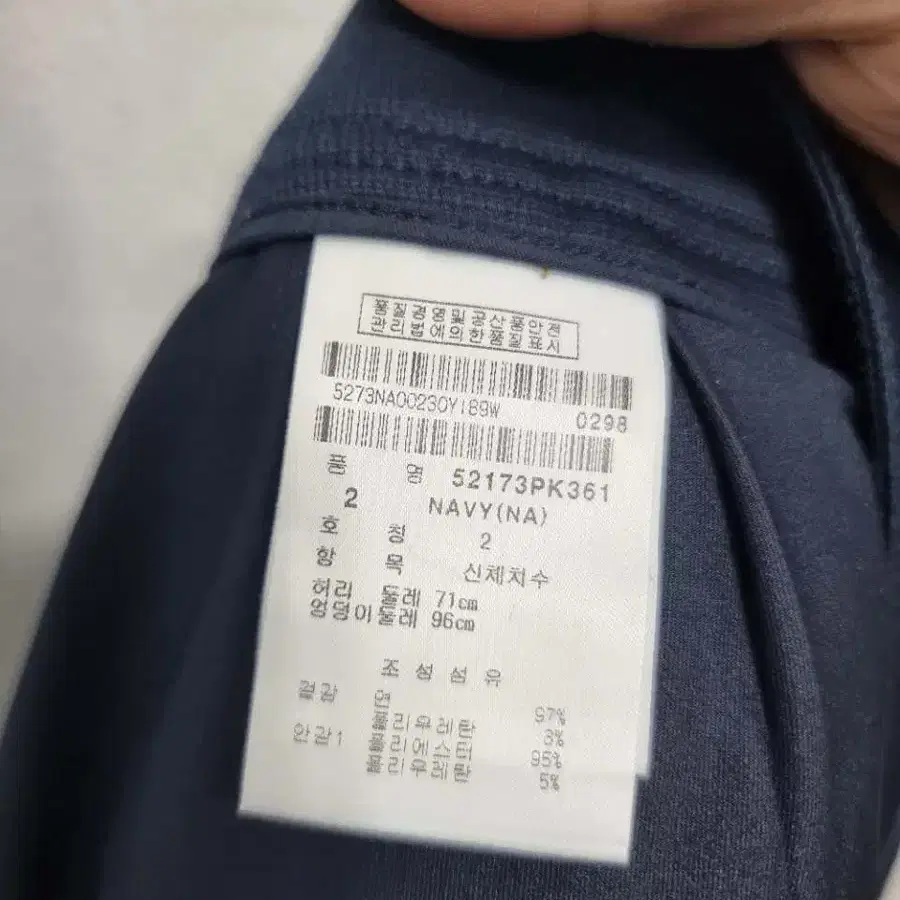 품질경영및공산품안전
관리법에의한품질표시
5273NA00230Y189W
0298
품 명 52173PK361
2 NAVY(NA)
호 칭 2
항 목 신체치수
허리둘레 71cm
엉덩이둘레 96cm
조 성 섬 유
겉감 면 97%
폴리우레탄 3%
안감1 폴리에스터 95%
폴리우레탄 5%